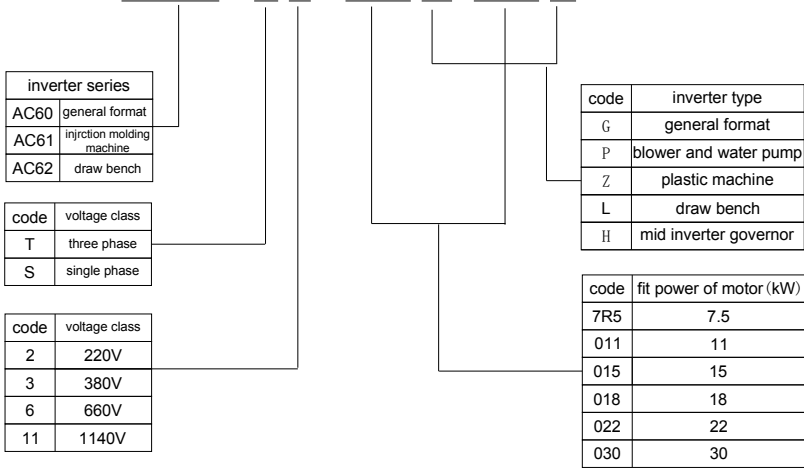 inverter series
AC60 general format
AC61 injrction molding
machine
AC62 draw bench
code voltage class
T three phase
S single phase
code voltage class
2 220V
3 380V
6 660V
11 1140V
code inverter type
G general format
P blower and water pump
Z plastic machine
L draw bench
H mid inverter governor
code fit power of motor(kW)
7R5 7.5
011 11
015 15
018 18
022 22
030 30